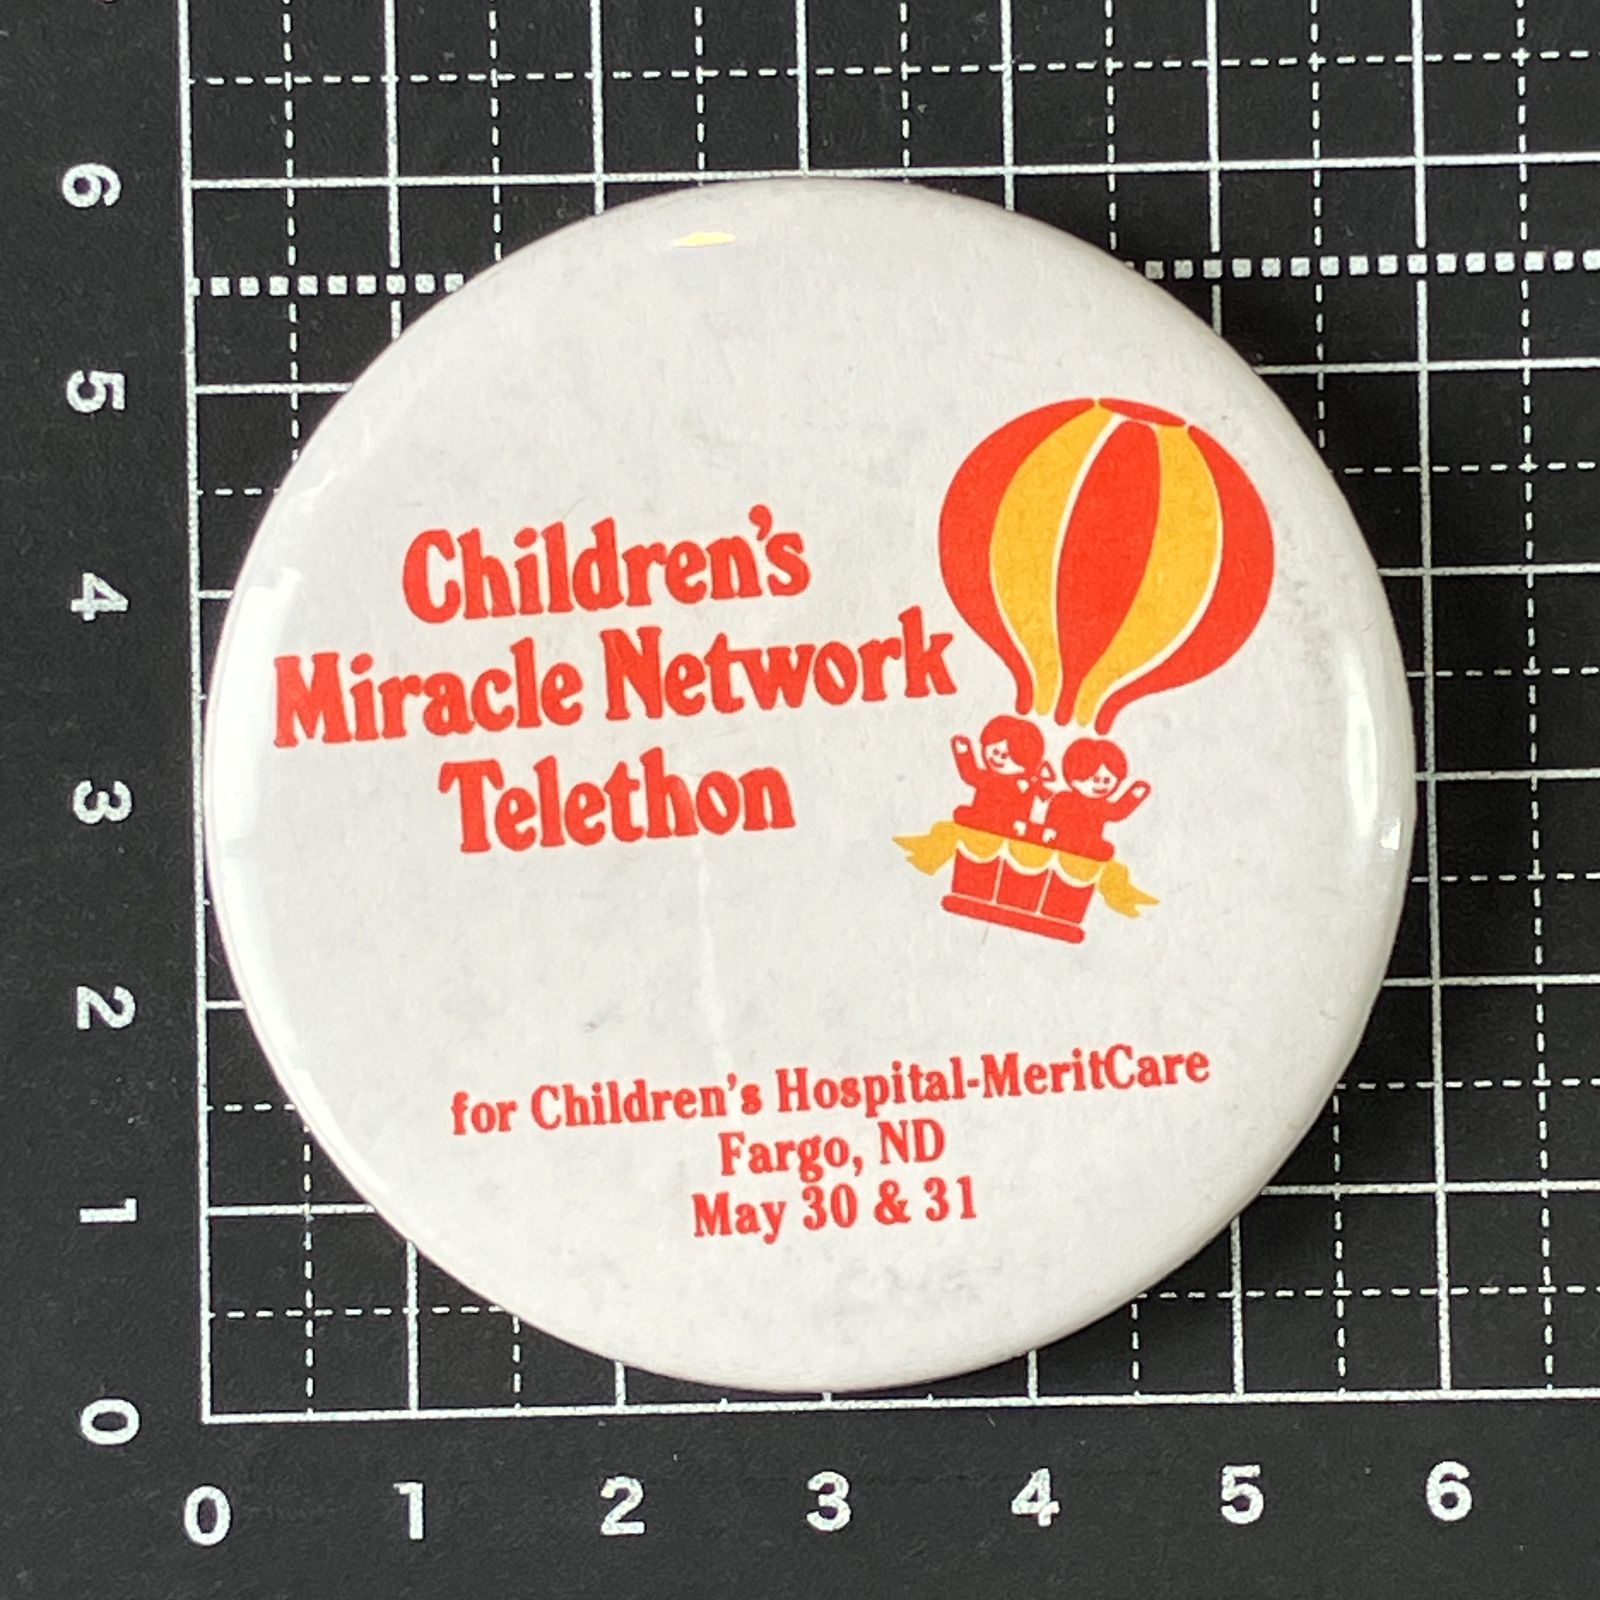 Children's
Miracle Network
Telethon
for Children's Hospital-MeritCare
Fargo, ND
May 30 & 31
6
5
4
3
2
1
0
0 1 2 3 4 5 6